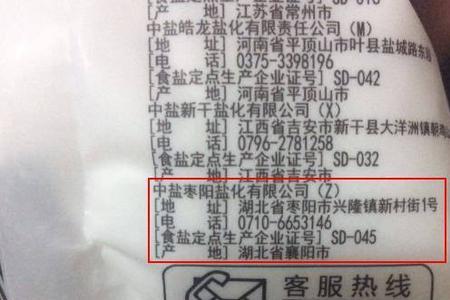 [产 地] 江苏省常州市
中盐皓龙盐化有限责任公司(M)
[地 址] 河南省平顶山市叶县盐城路东段
[电 话] 0375-3398196
[食盐定点生产企业证号] SD-042
[产 地] 河南省平顶山市
中盐新干盐化有限公司(X)
[地 址] 江西省吉安市新干县大洋洲镇
[电 话] 0796-2781258
[食盐定点生产企业证号] SD-032
[产 地] 江西省吉安市
中盐枣阳盐化有限公司(Z)
[地 址] 湖北省枣阳市兴隆镇新村街1号
[电 话] 0710-6653146
[食盐定点生产企业证号] SD-045
[产 地] 湖北省襄阳市
客服热线